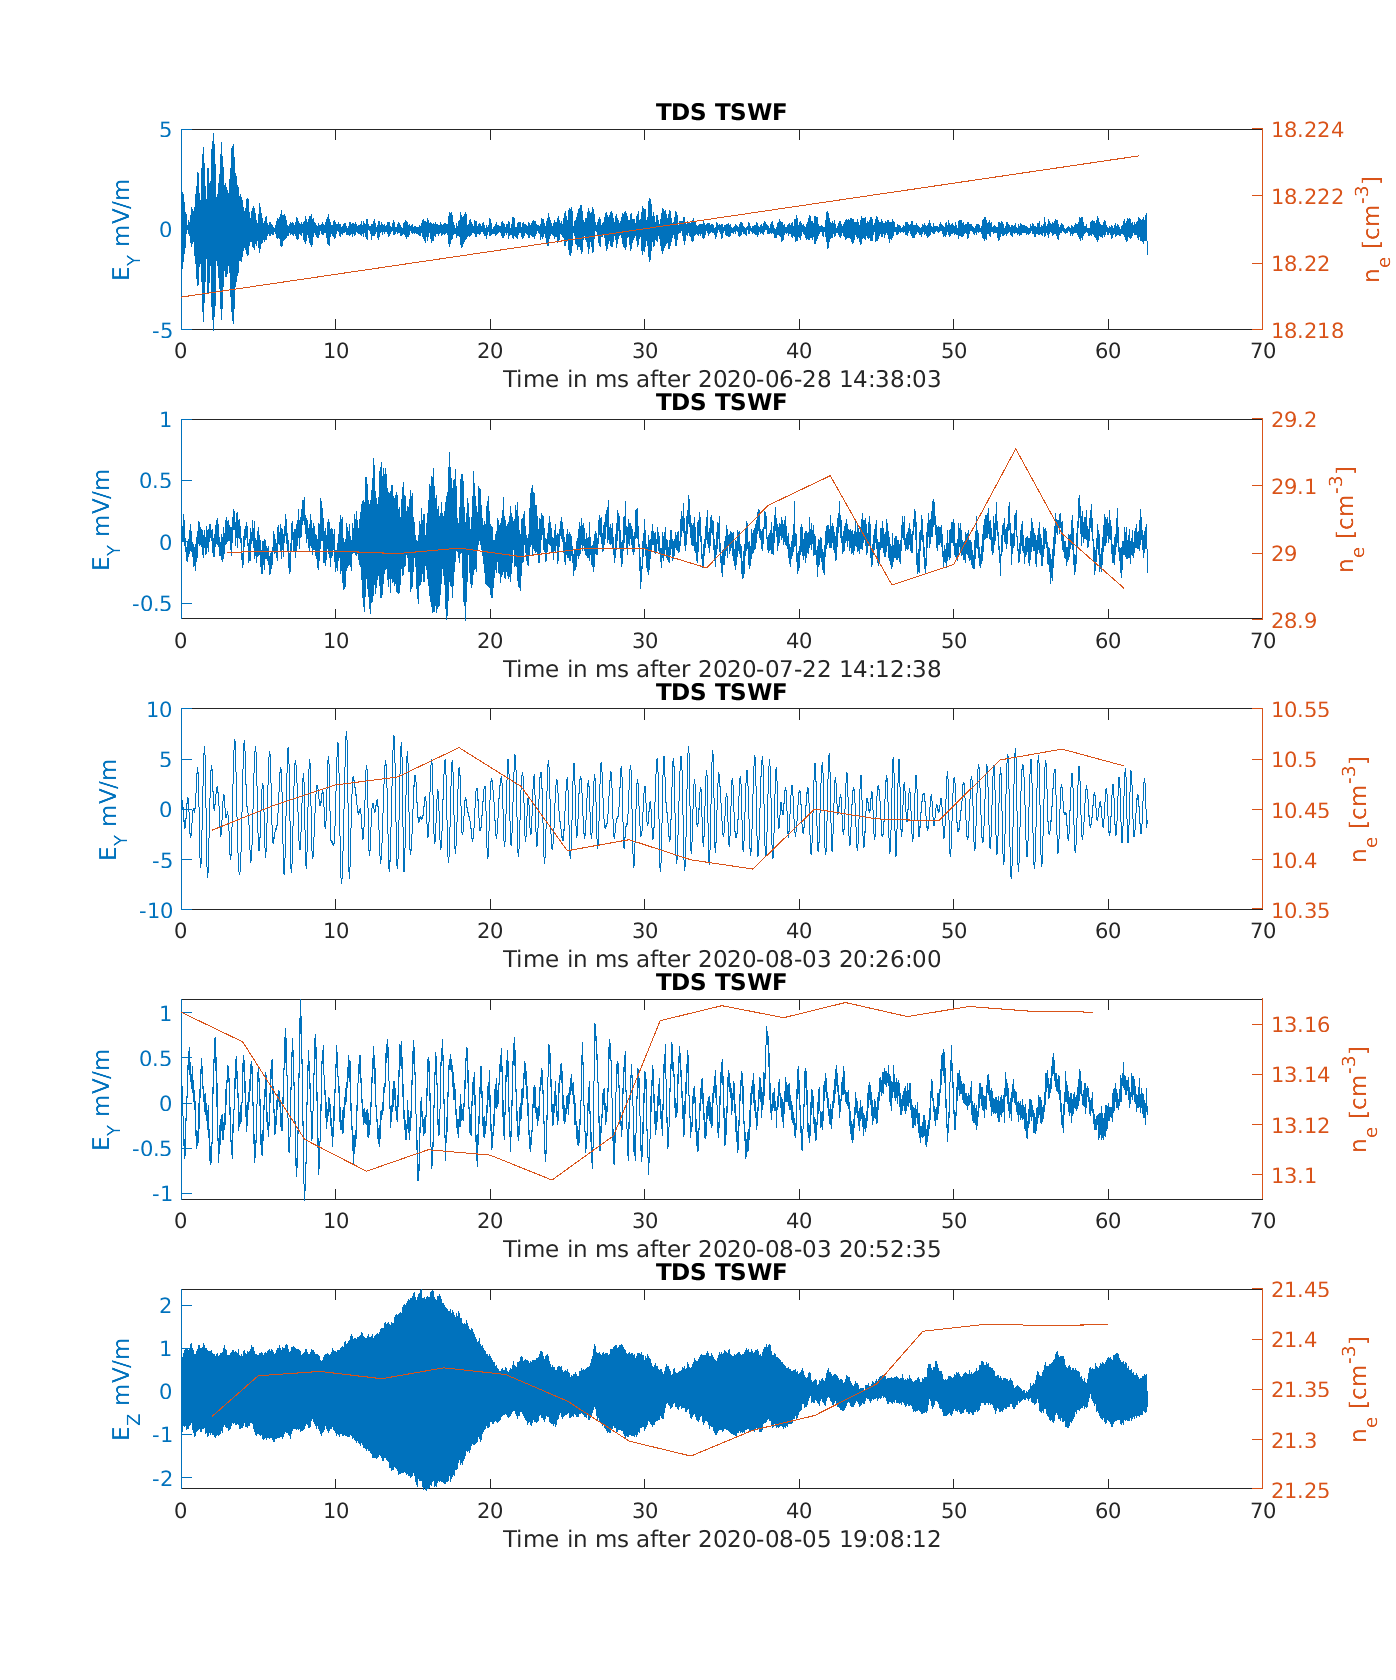 TDS TSWF
5
0
-5
E_Y mV/m
18.224
18.222
18.22
18.218
n_e [cm^-3]
0 10 20 30 40 50 60 70
Time in ms after 2020-06-28 14:38:03
TDS TSWF
1
0.5
0
-0.5
E_Y mV/m
29.2
29.1
29
28.9
n_e [cm^-3]
0 10 20 30 40 50 60 70
Time in ms after 2020-07-22 14:12:38
TDS TSWF
10
5
0
-5
-10
E_Y mV/m
10.55
10.5
10.45
10.4
10.35
n_e [cm^-3]
0 10 20 30 40 50 60 70
Time in ms after 2020-08-03 20:26:00
TDS TSWF
1
0.5
0
-0.5
-1
E_Y mV/m
13.16
13.14
13.12
13.1
n_e [cm^-3]
0 10 20 30 40 50 60 70
Time in ms after 2020-08-03 20:52:35
TDS TSWF
2
1
0
-1
-2
E_Z mV/m
21.45
21.4
21.35
21.3
21.25
n_e [cm^-3]
0 10 20 30 40 50 60 70
Time in ms after 2020-08-05 19:08:12